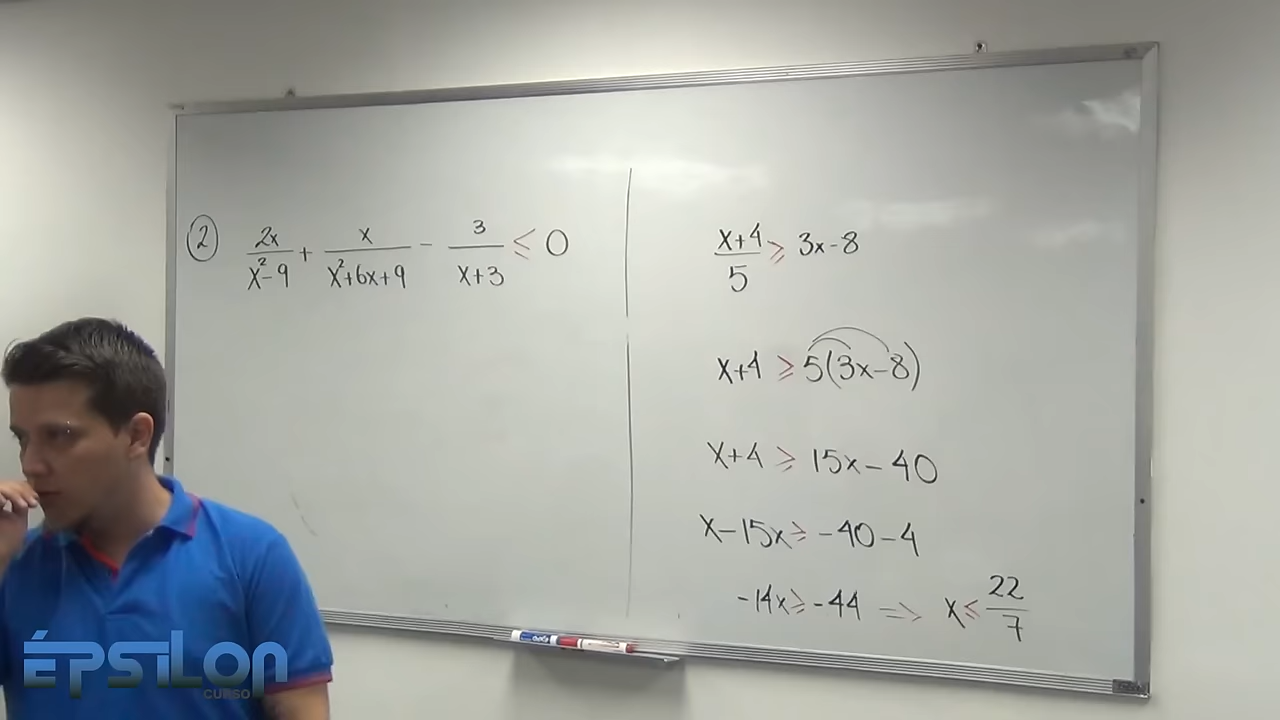 ② 2x/(x²-9) + x/(x²+6x+9) - 3/(x+3) ≤ 0
(x+4)/5 ≥ 3x-8
x+4 ≥ 5(3x-8)
x+4 ≥ 15x-40
x-15x ≥ -40-4
-14x ≥ -44 => x ≤ 22/7
ÉPSILON
CURSO